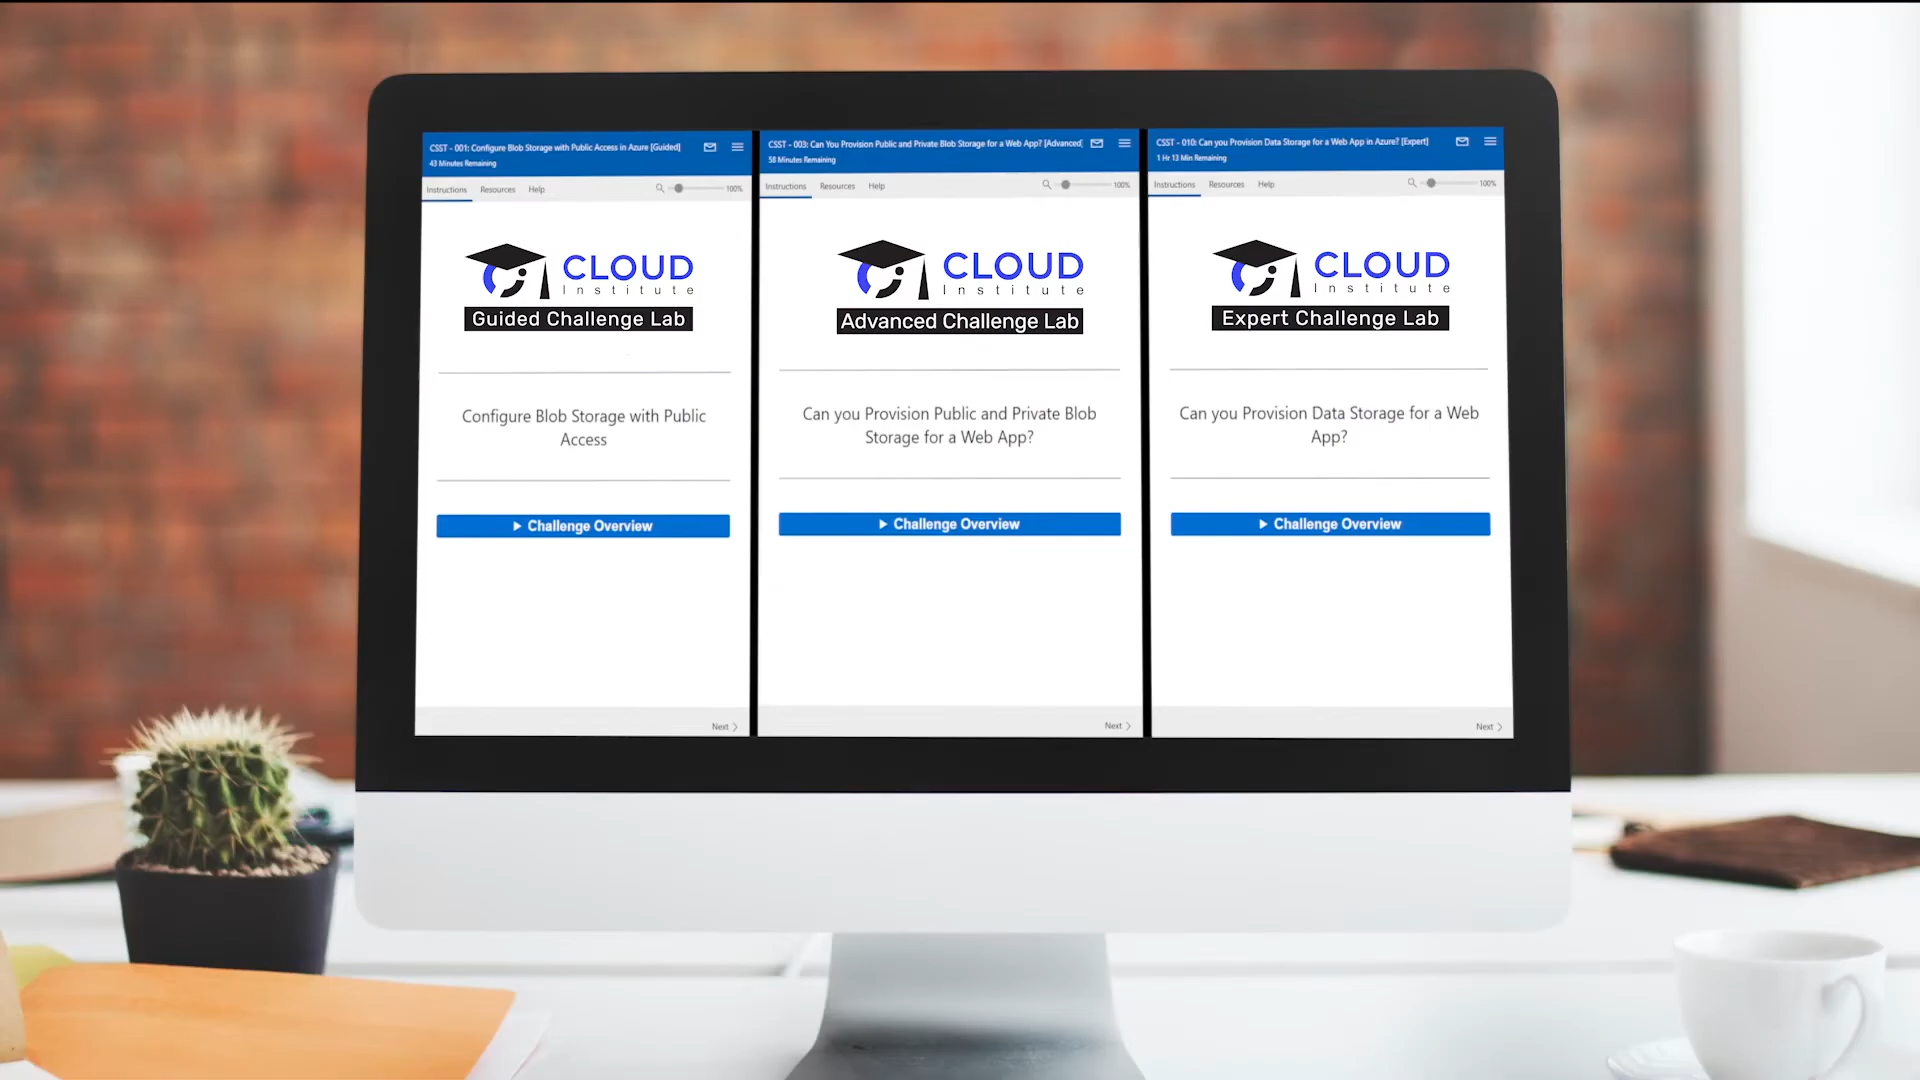 CSST - 001: Configure Blob Storage with Public Access in Azure [Guided]
43 Minutes Remaining
Instructions Resources Help 100%
CLOUD
Institute
Guided Challenge Lab
Configure Blob Storage with Public
Access
Challenge Overview
Next
CSST - 003: Can You Provision Public and Private Blob Storage for a Web App? [Advanced]
58 Minutes Remaining
Instructions Resources Help 100%
CLOUD
Institute
Advanced Challenge Lab
Can you Provision Public and Private Blob
Storage for a Web App?
Challenge Overview
Next
CSST - 010: Can you Provision Data Storage for a Web App in Azure? [Expert]
1 Hr 13 Min Remaining
Instructions Resources Help 100%
CLOUD
Institute
Expert Challenge Lab
Can you Provision Data Storage for a Web
App?
Challenge Overview
Next